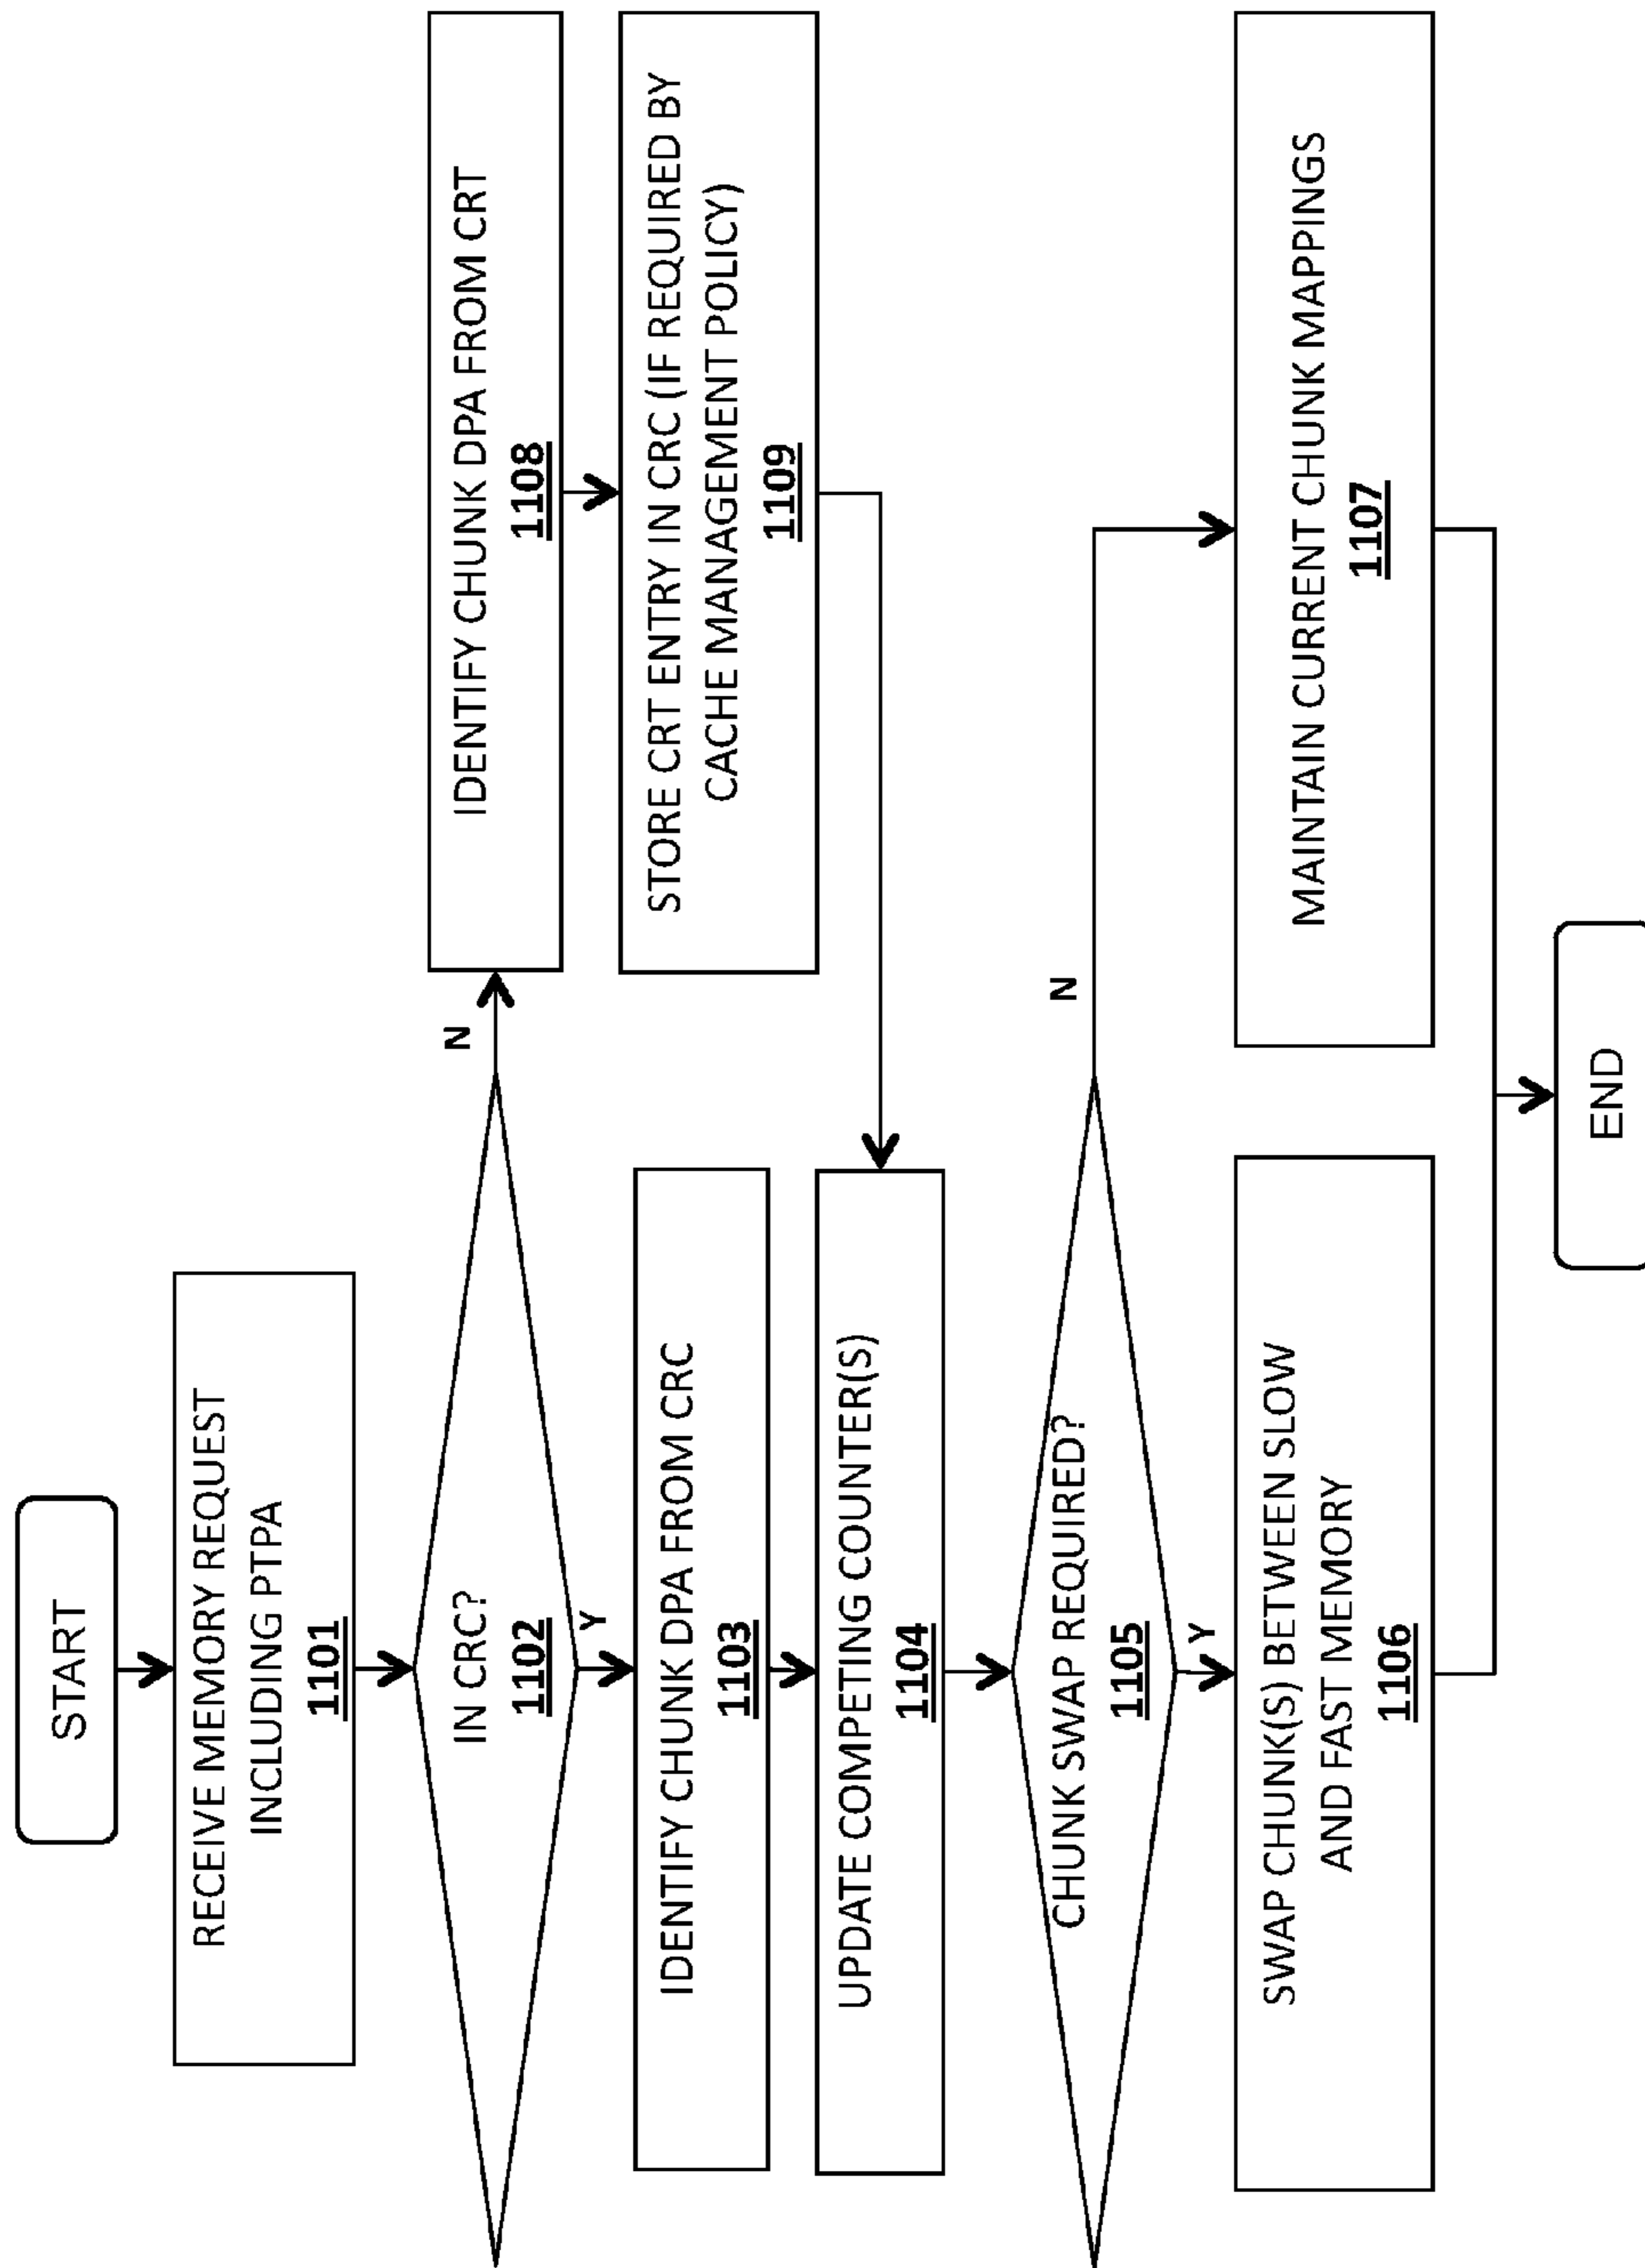 START
RECEIVE MEMORY REQUEST
INCLUDING PTPA
1101
IN CRC?
1102
N
Y
IDENTIFY CHUNK DPA FROM CRT
1108
STORE CRT ENTRY IN CRC (IF REQUIRED BY
CACHE MANAGEMENT POLICY)
1109
IDENTIFY CHUNK DPA FROM CRC
1103
UPDATE COMPETING COUNTER(S)
1104
CHUNK SWAP REQUIRED?
1105
N
Y
SWAP CHUNK(S) BETWEEN SLOW
AND FAST MEMORY
1106
MAINTAIN CURRENT CHUNK MAPPINGS
1107
END